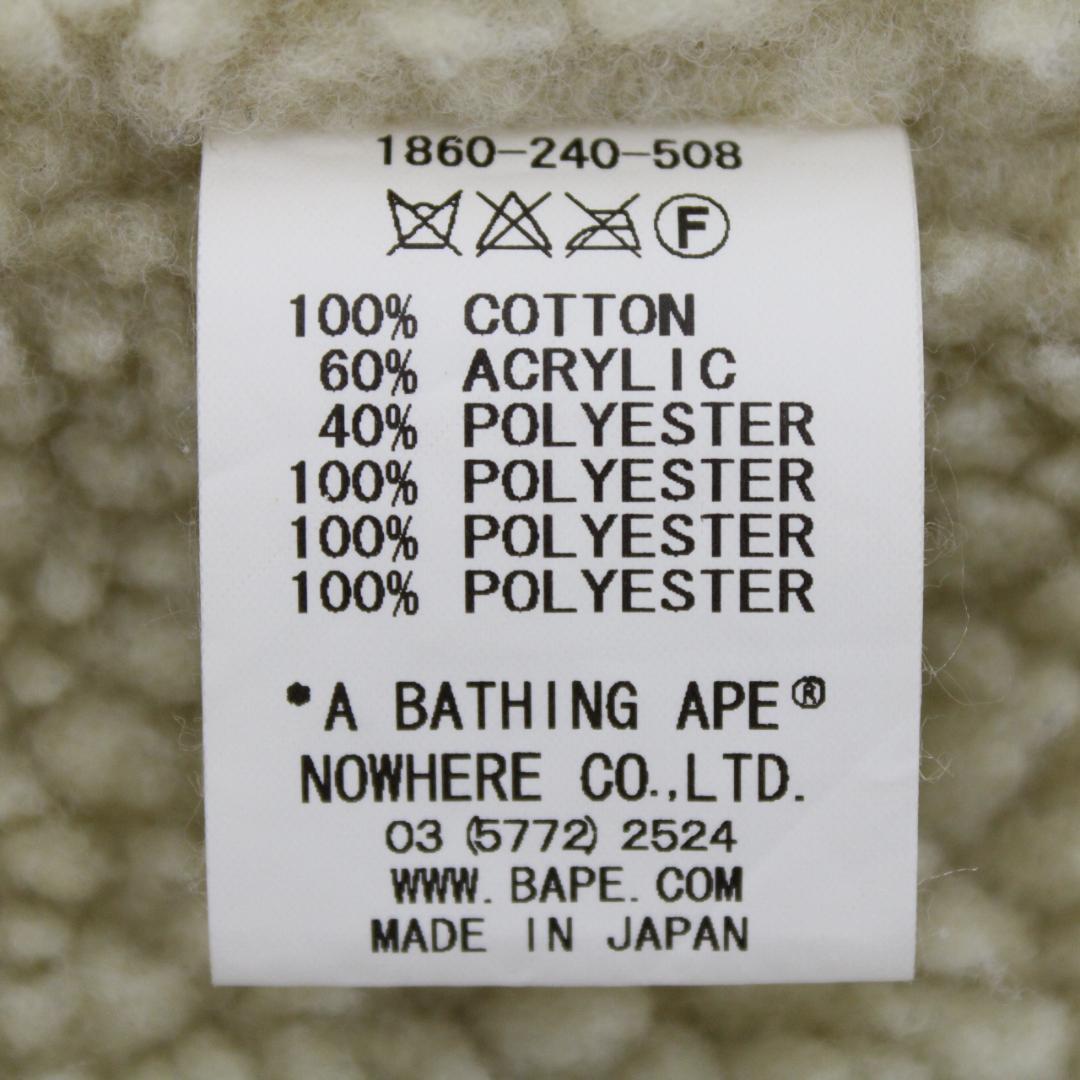 1860-240-508
F
100% COTTON
60% ACRYLIC
40% POLYESTER
100% POLYESTER
100% POLYESTER
100% POLYESTER
*A BATHING APE®
NOWHERE CO.,LTD.
03 (5772) 2524
WWW. BAPE. COM
MADE IN JAPAN